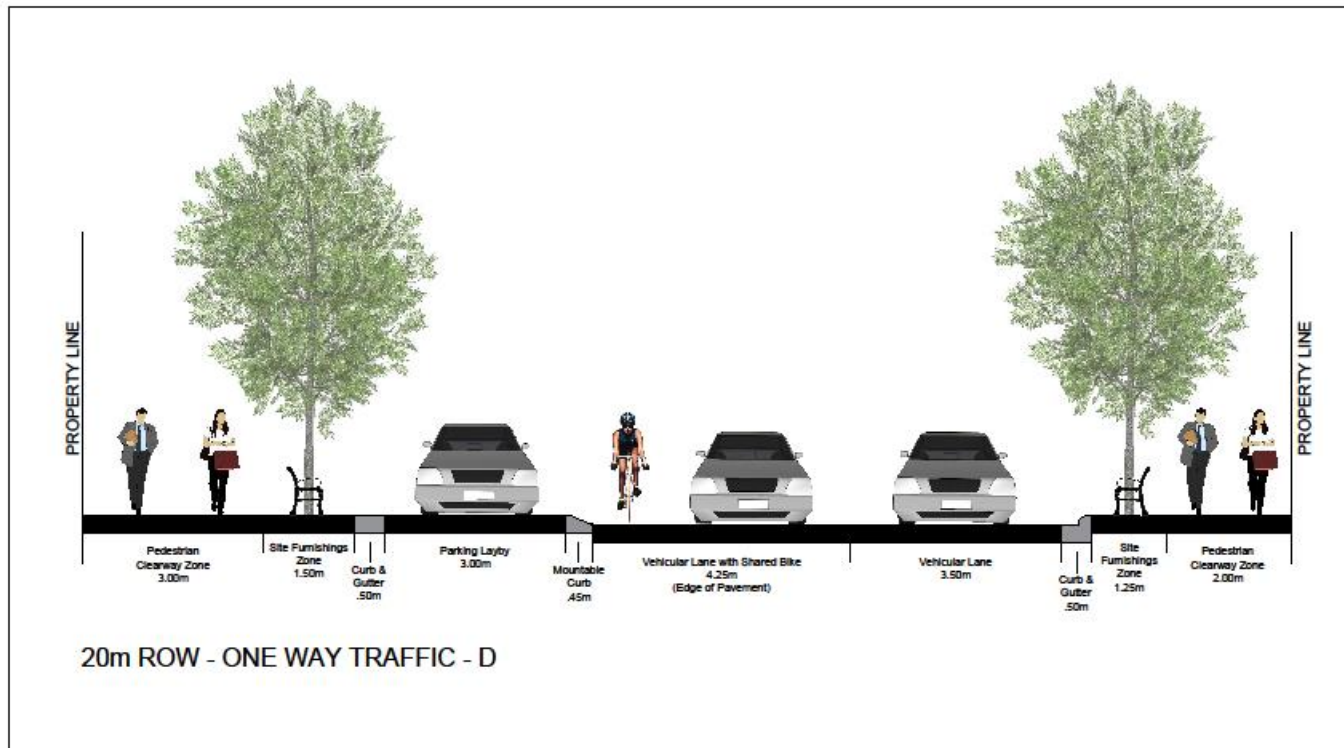 PROPERTY LINE
PROPERTY LINE
Pedestrian
Clearway Zone
3.00m
Site Furnishings
Zone
1.50m
Curb &
Gutter
.50m
Parking Layby
3.00m
Mountable
Curb
.45m
Vehicular Lane with Shared Bike
4.25m
(Edge of Pavement)
Vehicular Lane
3.50m
Curb &
Gutter
.50m
Site
Furnishings
Zone
1.25m
Pedestrian
Clearway Zone
2.00m
20m ROW - ONE WAY TRAFFIC - D